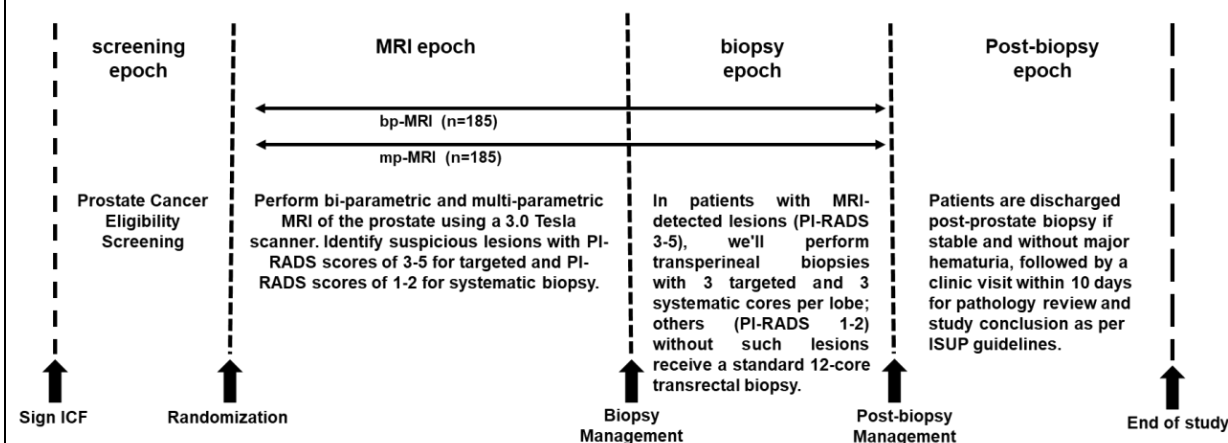 screening
epoch
MRI epoch
biopsy
epoch
Post-biopsy
epoch
bp-MRI (n=185)
mp-MRI (n=185)
Prostate Cancer
Eligibility
Screening
Perform bi-parametric and multi-parametric
MRI of the prostate using a 3.0 Tesla
scanner. Identify suspicious lesions with PI-
RADS scores of 3-5 for targeted and PI-
RADS scores of 1-2 for systematic biopsy.
In patients with MRI-
detected lesions (PI-RADS
3-5), we'll perform
transperineal biopsies
with 3 targeted and 3
systematic cores per lobe;
others (PI-RADS 1-2)
without such lesions
receive a standard 12-core
transrectal biopsy.
Patients are discharged
post-prostate biopsy if
stable and without major
hematuria, followed by a
clinic visit within 10 days
for pathology review and
study conclusion as per
ISUP guidelines.
Sign ICF
Randomization
Biopsy
Management
Post-biopsy
Management
End of study